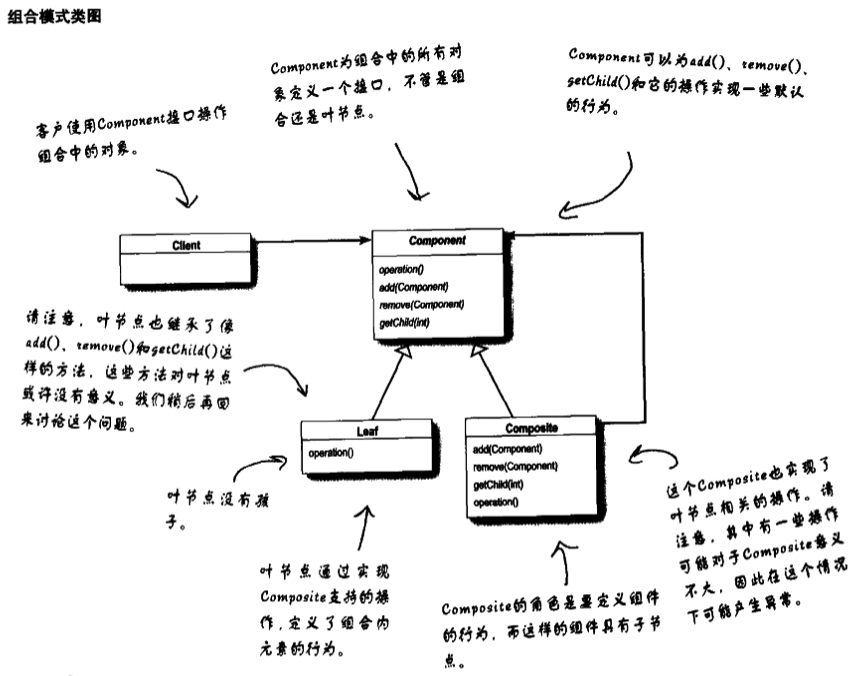 组合模式类图
Component为组合中的所有对
象定义一个接口，不管是组
合还是叶节点。
Component可以为add()、remove()、
getChild()和它的操作实现一些默认
的行为。
客户使用Component接口操作
组合中的对象。
Client
Component
operation()
add(Component)
remove(Component)
getChild(int)
请注意，叶节点也继承了像
add()、remove()和getChild()这
样的方法，这些方法对叶节点
或许没有意义。我们稍后再回
来讨论这个问题。
Leaf
operation()
Composite
add(Component)
remove(Component)
getChild(int)
operation()
叶节点没有孩
子。
这个Composite也实现了
叶节点相关的操作。请
注意，其中有一些操作
可能对于Composite意义
不大，因此在这个情况
下可能产生异常。
叶节点通过实现
Composite支持的操
作，定义了组合内
元素的行为。
Composite的角色是要定义组件
的行为，而这样的组件具有子节
点。